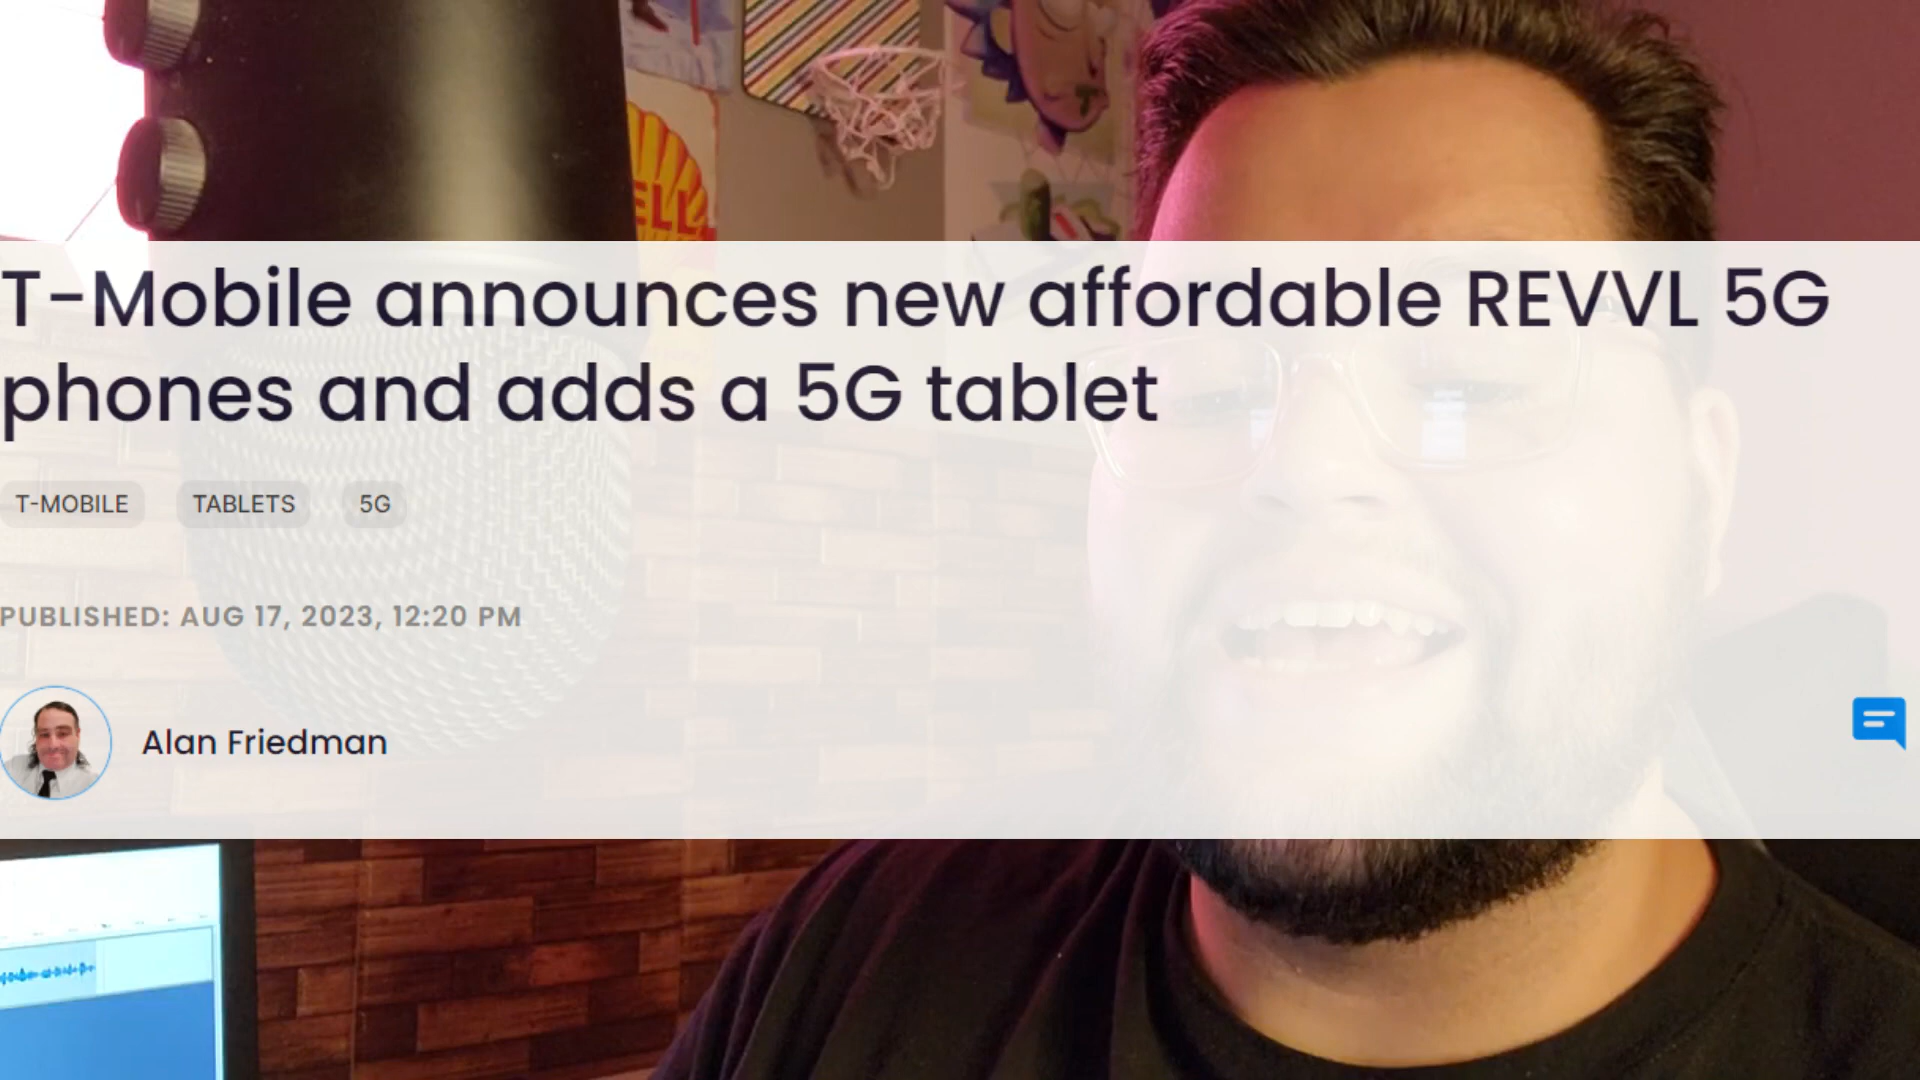 ELL
T-Mobile announces new affordable REVVL 5G
phones and adds a 5G tablet
T-MOBILE TABLETS 5G
PUBLISHED: AUG 17, 2023, 12:20 PM
Alan Friedman